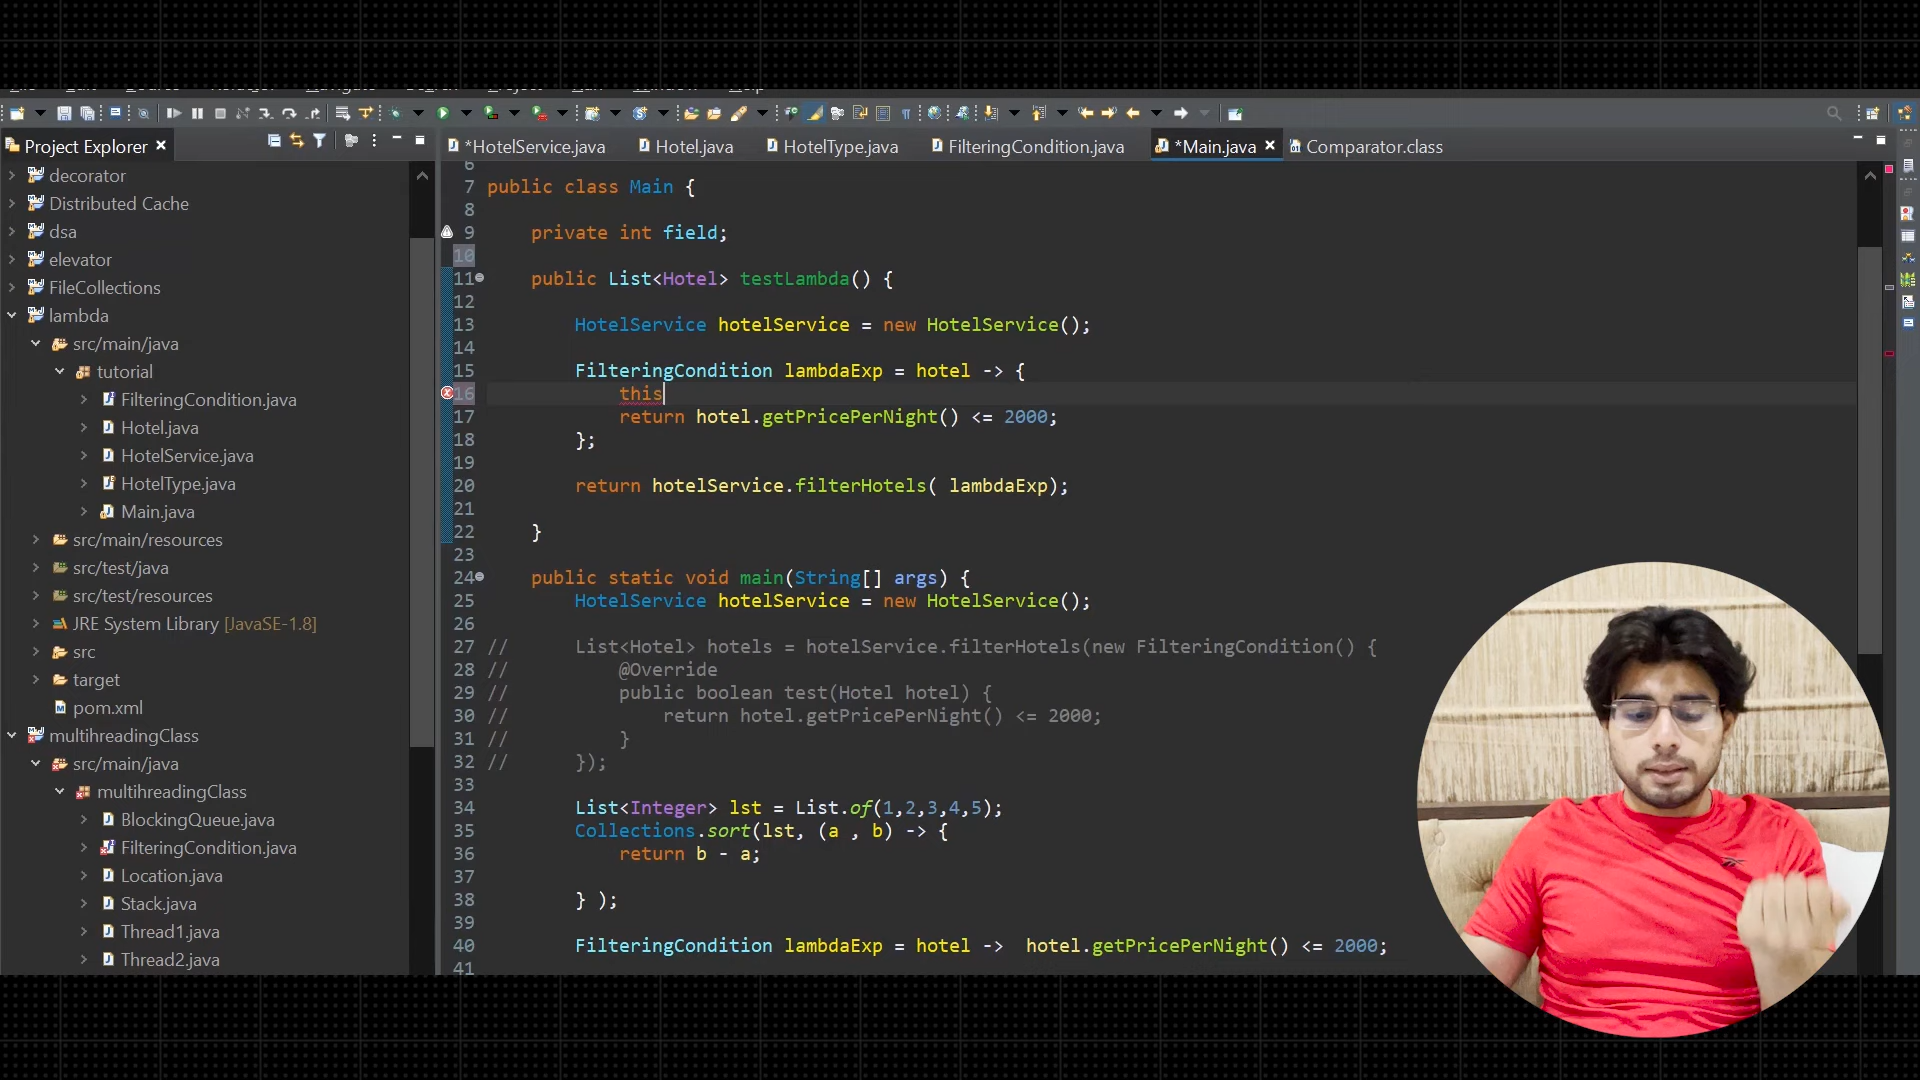 Project Explorer
*HotelService.java
Hotel.java
HotelType.java
FilteringCondition.java
*Main.java
Comparator.class
decorator
Distributed Cache
dsa
elevator
FileCollections
lambda
src/main/java
tutorial
FilteringCondition.java
Hotel.java
HotelService.java
HotelType.java
Main.java
src/main/resources
src/test/java
src/test/resources
JRE System Library [JavaSE-1.8]
src
target
pom.xml
multihreadingClass
src/main/java
multihreadingClass
BlockingQueue.java
FilteringCondition.java
Location.java
Stack.java
Thread1.java
Thread2.java
6
7 public class Main {
8
9 private int field;
10
11 public List<Hotel> testLambda() {
12
13 HotelService hotelService = new HotelService();
14
15 FilteringCondition lambdaExp = hotel -> {
16 this
17 return hotel.getPricePerNight() <= 2000;
18 };
19
20 return hotelService.filterHotels( lambdaExp);
21
22 }
23
24 public static void main(String[] args) {
25 HotelService hotelService = new HotelService();
26
27 // List<Hotel> hotels = hotelService.filterHotels(new FilteringCondition() {
28 // @Override
29 // public boolean test(Hotel hotel) {
30 // return hotel.getPricePerNight() <= 2000;
31 // }
32 // });
33
34 List<Integer> lst = List.of(1,2,3,4,5);
35 Collections.sort(lst, (a , b) -> {
36 return b - a;
37
38 } );
39
40 FilteringCondition lambdaExp = hotel -> hotel.getPricePerNight() <= 2000;
41